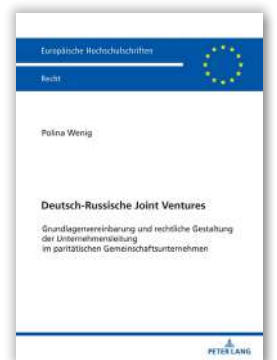 Europäische Hochschulschriften
Recht
Polina Wenig
Deutsch-Russische Joint Ventures
Grundlagenvereinbarung und rechtliche Gestaltung
der Unternehmensleitung
im paritätischen Gemeinschaftsunternehmen
PETER LANG